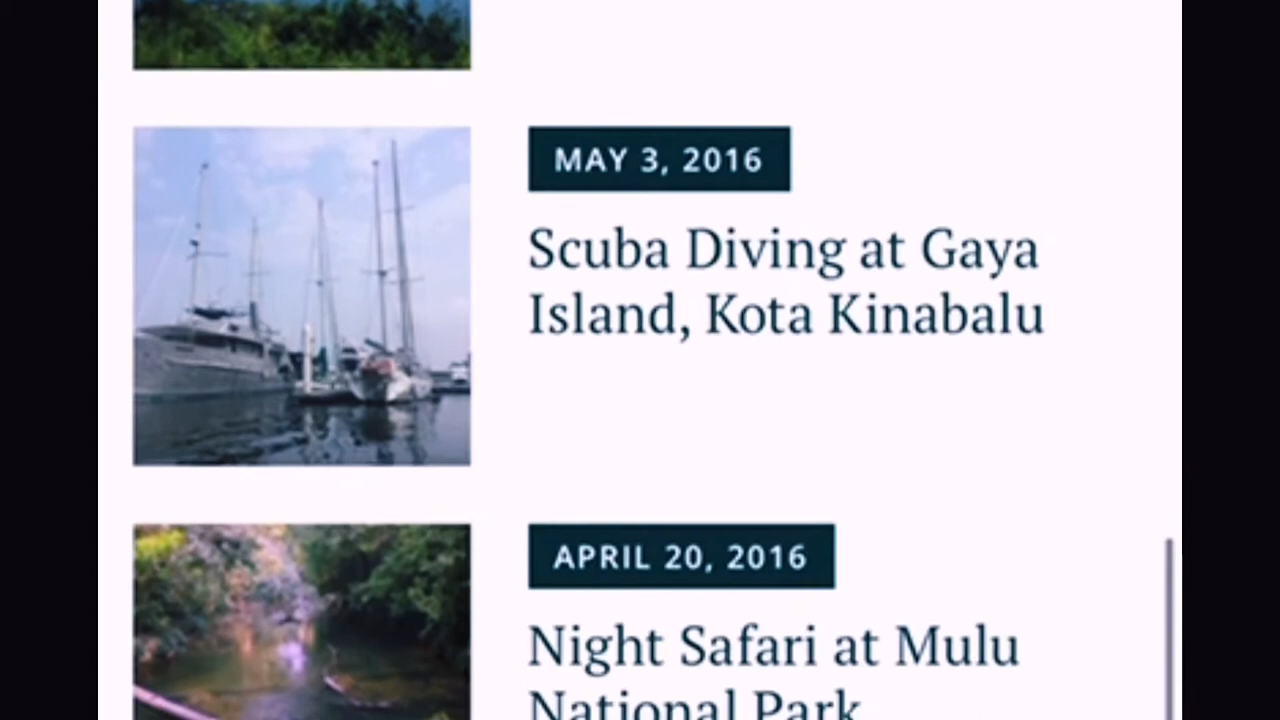 MAY 3, 2016
Scuba Diving at Gaya
Island, Kota Kinabalu
APRIL 20, 2016
Night Safari at Mulu
National Park